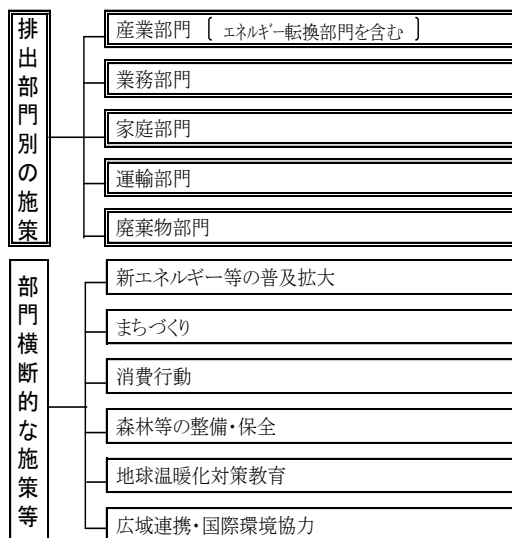 排出部門別の施策
産業部門〔 ｴﾈﾙｷﾞｰ転換部門を含む 〕
業務部門
家庭部門
運輸部門
廃棄物部門
部門横断的な施策等
新エネルギー等の普及拡大
まちづくり
消費行動
森林等の整備・保全
地球温暖化対策教育
広域連携・国際環境協力